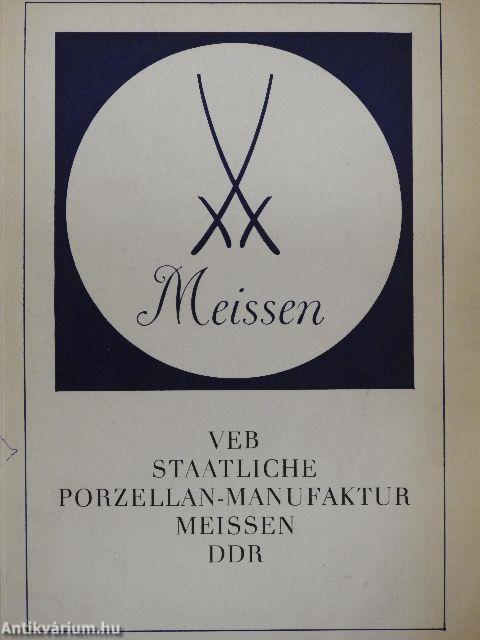 Meissen
VEB
STAATLICHE
PORZELLAN-MANUFAKTUR
MEISSEN
DDR
Antikvárium.hu